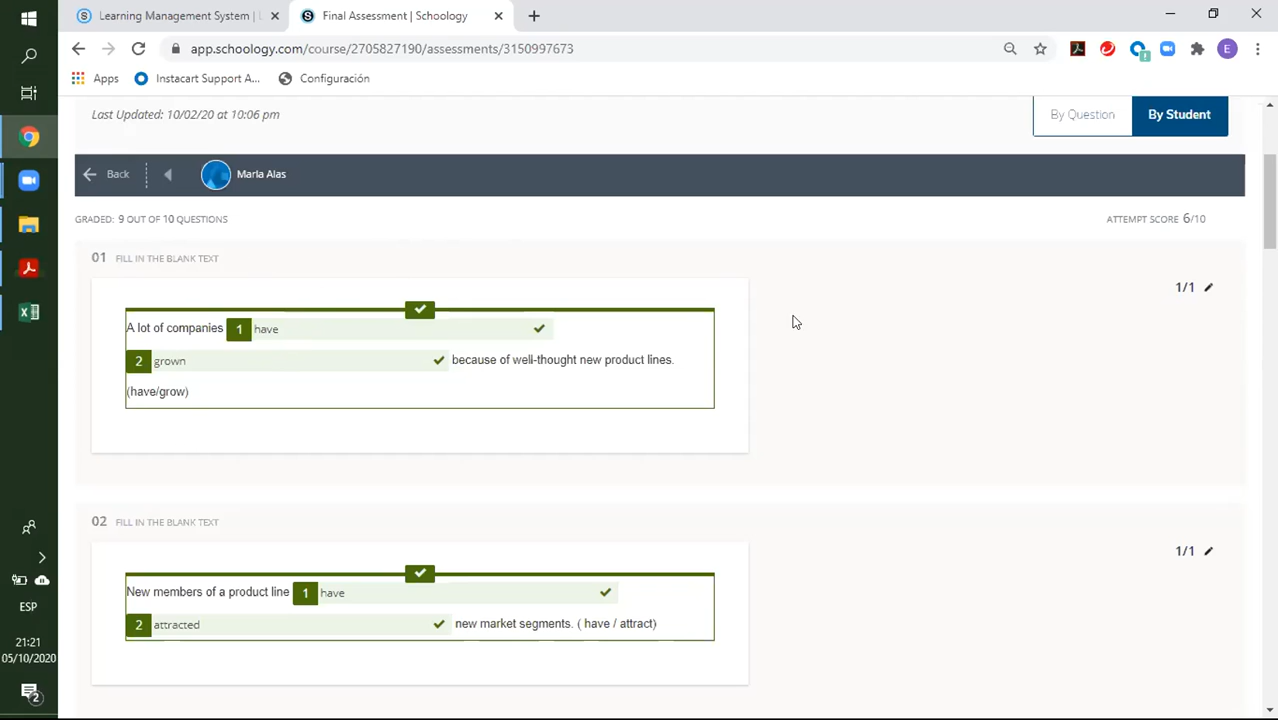 Learning Management System | L
Final Assessment | Schoology
app.schoology.com/course/2705827190/assessments/3150997673
E
Apps
Instacart Support A...
Configuración
Last Updated: 10/02/20 at 10:06 pm
By Question
By Student
Back
Marla Alas
GRADED: 9 OUT OF 10 QUESTIONS
ATTEMPT SCORE 6/10
01 FILL IN THE BLANK TEXT
1/1
A lot of companies 1 have
2 grown because of well-thought new product lines.
(have/grow)
02 FILL IN THE BLANK TEXT
1/1
New members of a product line 1 have
2 attracted new market segments. ( have / attract)
ESP
21:21
05/10/2020
2